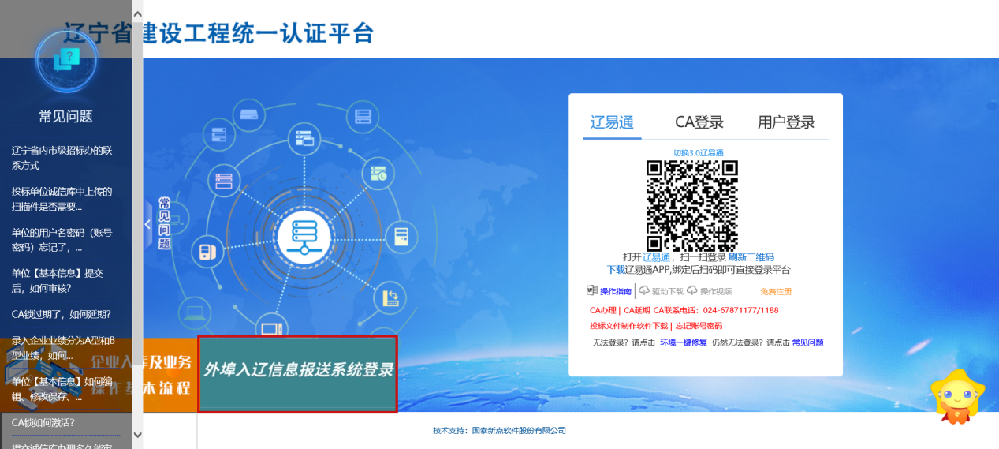 辽宁省建设工程统一认证平台
常见问题
辽宁省内市级招标办的联
系方式
投标单位诚信库中上传的
扫描件是否需要...
单位的用户名密码（账号
密码）忘记了，...
单位【基本信息】提交
后，如何审核？
CA锁过期了，如何延期？
录入企业业绩分为A型和B
型业绩，如何...
单位【基本信息】如何编
辑、修改保存、...
CA锁如何激活？
提交诚信库办理多久能审
常见问题
企业入库及业务
操作基本流程
外埠入辽信息报送系统登录
辽易通 CA登录 用户登录
切换3.0辽易通
打开辽易通，扫一扫登录 刷新二维码
下载辽易通APP,绑定后扫码即可直接登录平台
操作指南 驱动下载 操作视频 免费注册
CA办理 | CA延期 CA联系电话：024-67871177/1188
投标文件制作软件下载 | 忘记账号密码
无法登录？请点击 环境一键修复 仍然无法登录？请点击 常见问题
技术支持：国泰新点软件股份有限公司